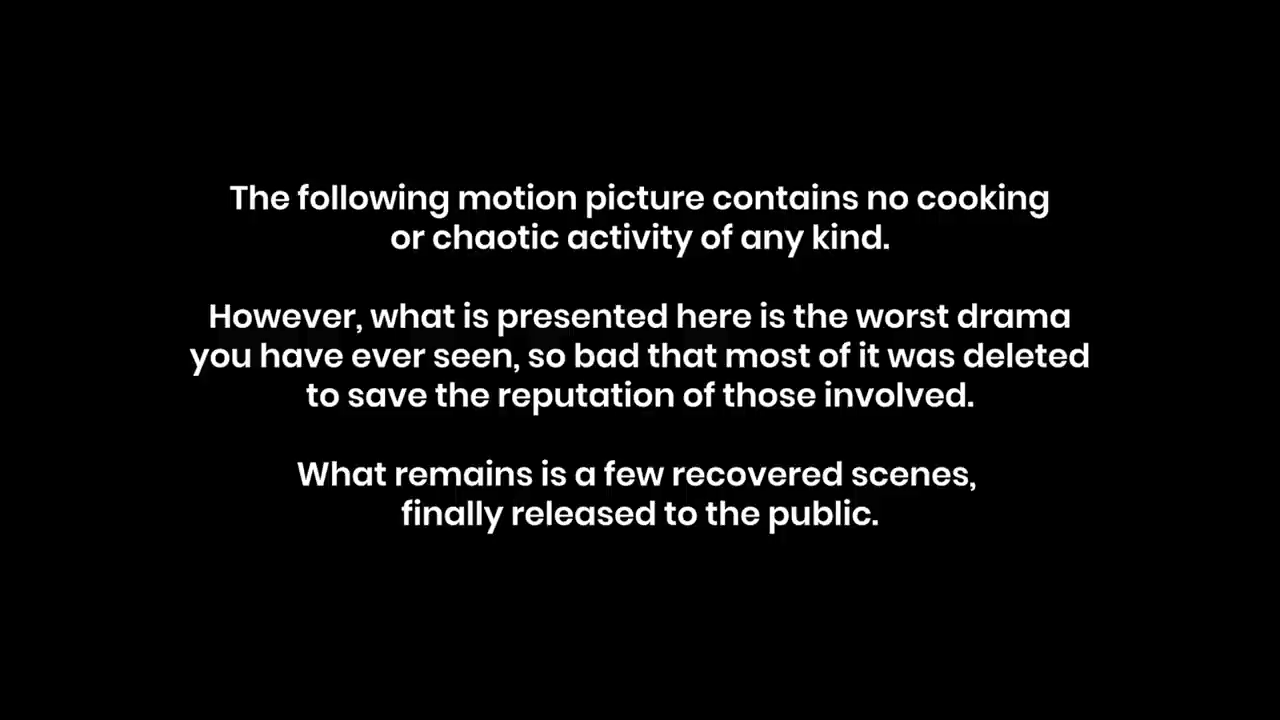 The following motion picture contains no cooking
or chaotic activity of any kind.
However, what is presented here is the worst drama
you have ever seen, so bad that most of it was deleted
to save the reputation of those involved.
What remains is a few recovered scenes,
finally released to the public.